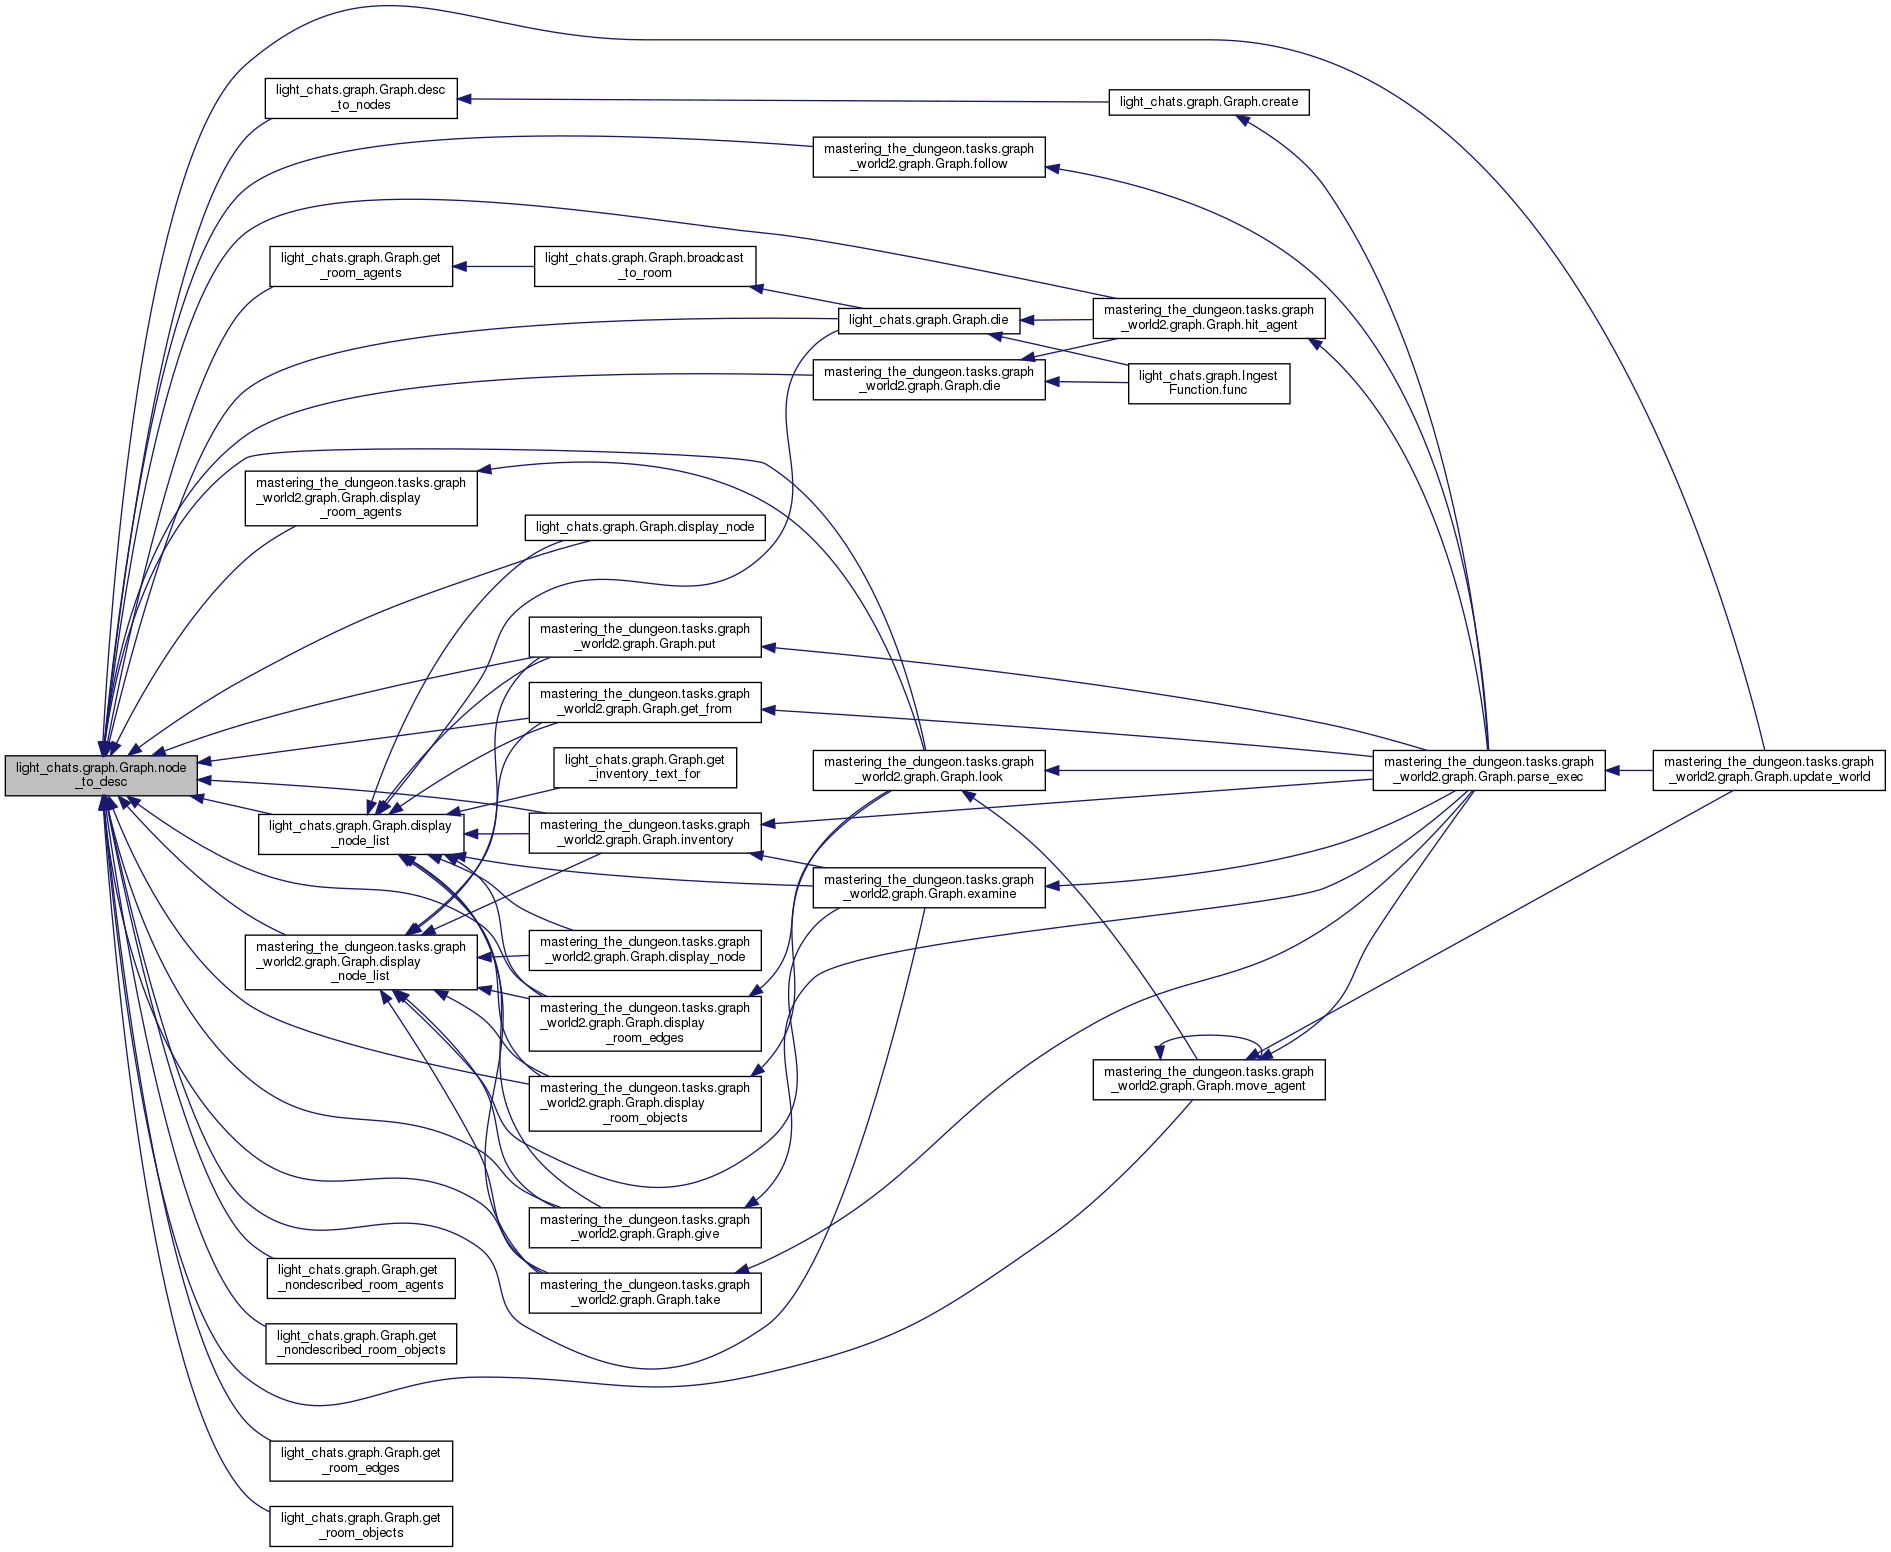 light_chats.graph.Graph.desc
_to_nodes
light_chats.graph.Graph.create
mastering_the_dungeon.tasks.graph
_world2.graph.Graph.follow
light_chats.graph.Graph.get
_room_agents
light_chats.graph.Graph.broadcast
_to_room
light_chats.graph.Graph.die
mastering_the_dungeon.tasks.graph
_world2.graph.Graph.hit_agent
mastering_the_dungeon.tasks.graph
_world2.graph.Graph.die
light_chats.graph.Ingest
Function.func
mastering_the_dungeon.tasks.graph
_world2.graph.Graph.display
_room_agents
light_chats.graph.Graph.display_node
mastering_the_dungeon.tasks.graph
_world2.graph.Graph.put
mastering_the_dungeon.tasks.graph
_world2.graph.Graph.get_from
light_chats.graph.Graph.node
_to_desc
light_chats.graph.Graph.get
_inventory_text_for
mastering_the_dungeon.tasks.graph
_world2.graph.Graph.look
mastering_the_dungeon.tasks.graph
_world2.graph.Graph.parse_exec
mastering_the_dungeon.tasks.graph
_world2.graph.Graph.update_world
light_chats.graph.Graph.display
_node_list
mastering_the_dungeon.tasks.graph
_world2.graph.Graph.inventory
mastering_the_dungeon.tasks.graph
_world2.graph.Graph.examine
mastering_the_dungeon.tasks.graph
_world2.graph.Graph.display
_node_list
mastering_the_dungeon.tasks.graph
_world2.graph.Graph.display_node
mastering_the_dungeon.tasks.graph
_world2.graph.Graph.display
_room_edges
mastering_the_dungeon.tasks.graph
_world2.graph.Graph.move_agent
mastering_the_dungeon.tasks.graph
_world2.graph.Graph.display
_room_objects
mastering_the_dungeon.tasks.graph
_world2.graph.Graph.give
light_chats.graph.Graph.get
_nondescribed_room_agents
mastering_the_dungeon.tasks.graph
_world2.graph.Graph.take
light_chats.graph.Graph.get
_nondescribed_room_objects
light_chats.graph.Graph.get
_room_edges
light_chats.graph.Graph.get
_room_objects